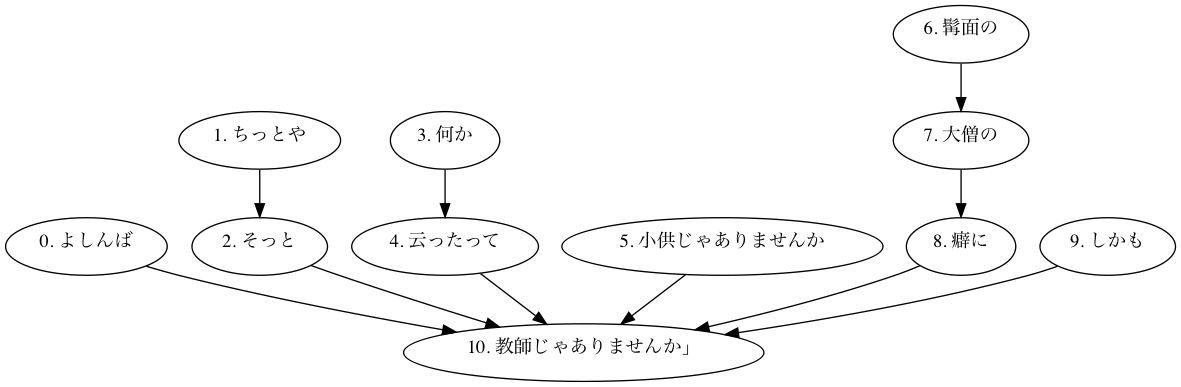 6. 髯面の
1. ちっとや
3. 何か
7. 大僧の
0. よしんば
2. そっと
4. 云ったって
5. 小供じゃありませんか
8. 癖に
9. しかも
10. 教師じゃありませんか」